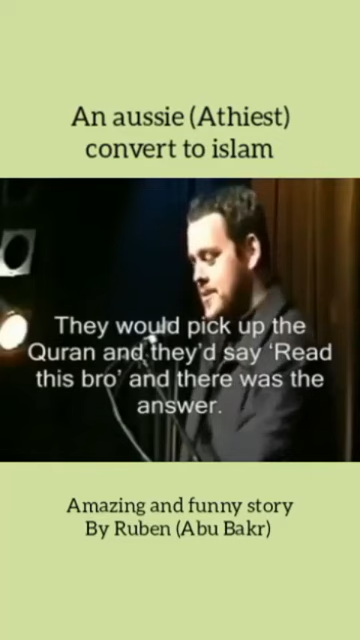 An aussie (Athiest)
convert to islam
They would pick up the
Quran and they'd say 'Read
this bro' and there was the
answer.
Amazing and funny story
By Ruben (Abu Bakr)